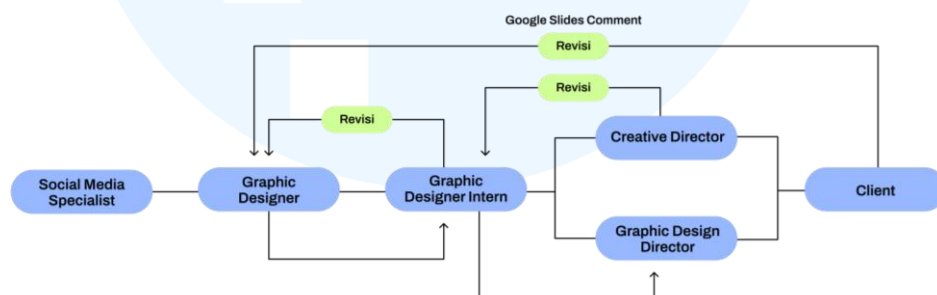 Google Slides Comment
Revisi
Revisi
Revisi
Creative Director
Social Media
Specialist
Graphic
Designer
Graphic
Designer Intern
Client
Graphic Design
Director